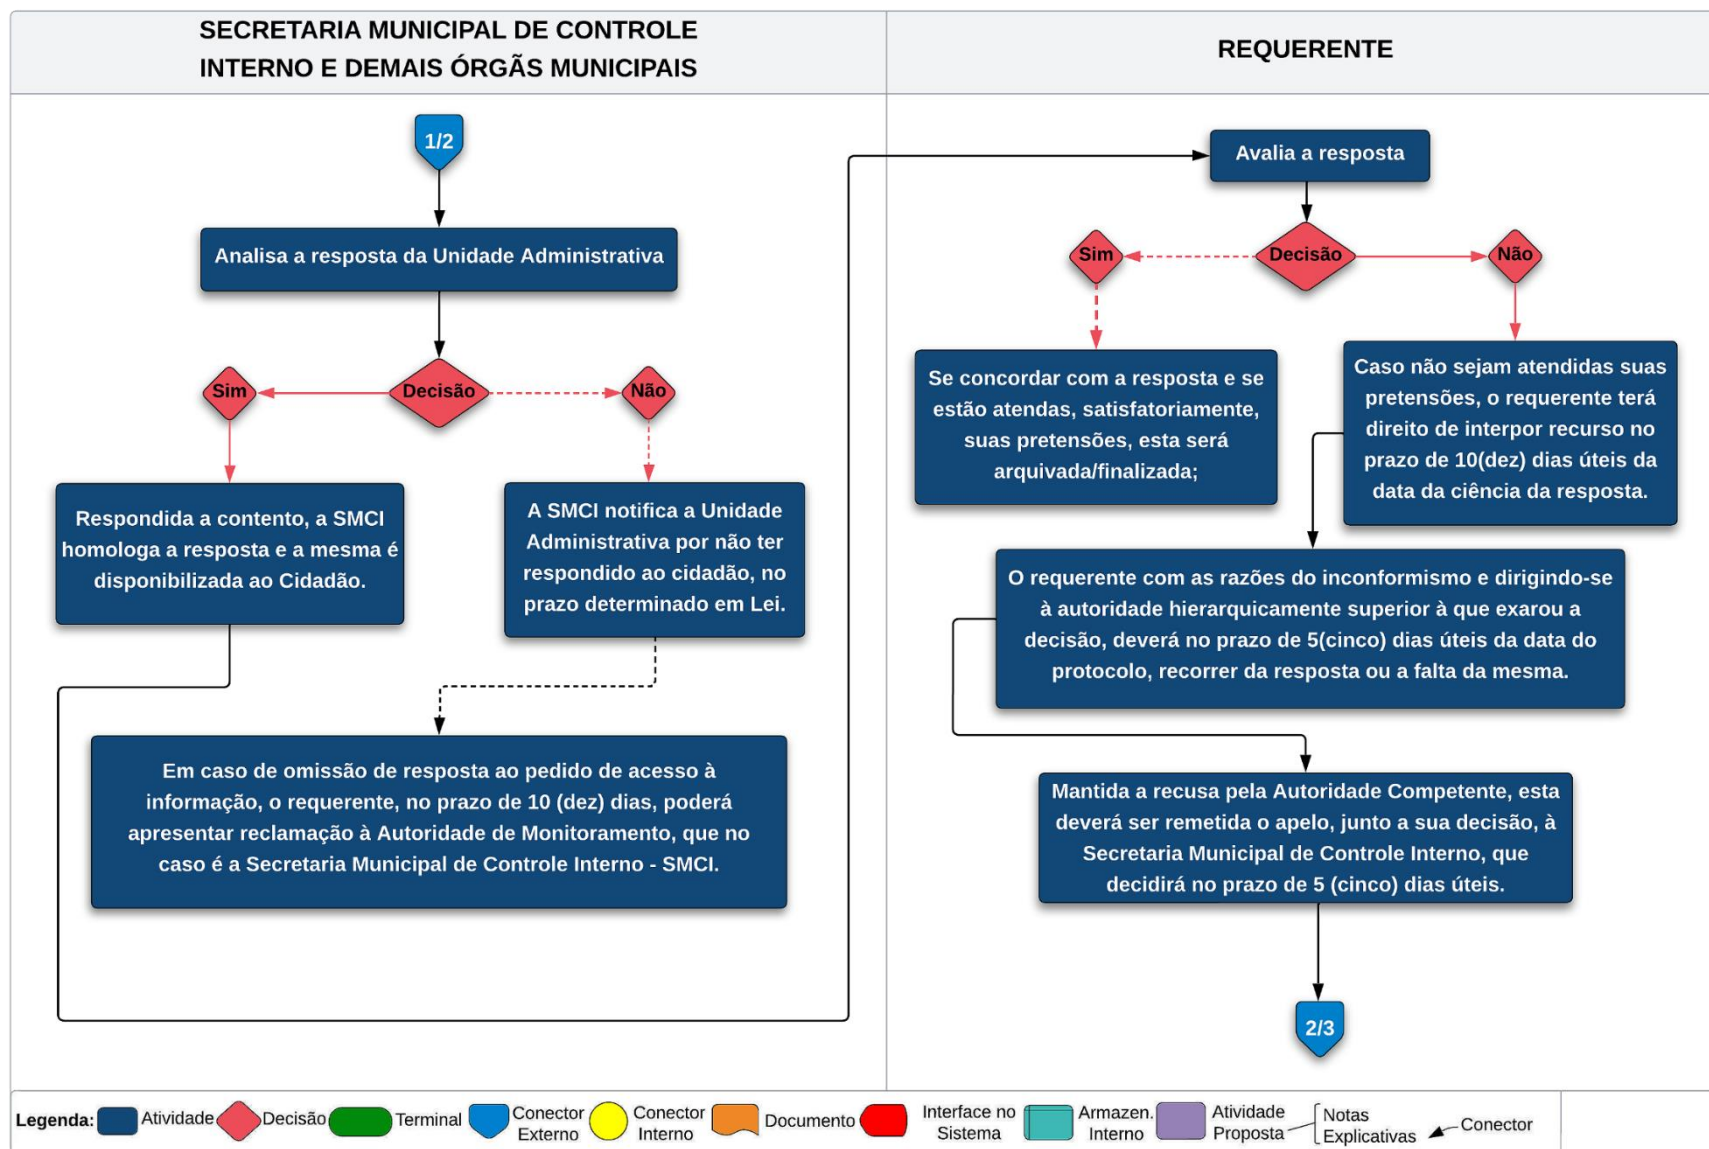 SECRETARIA MUNICIPAL DE CONTROLE
INTERNO E DEMAIS ÓRGÃS MUNICIPAIS
REQUERENTE
1/2
Analisa a resposta da Unidade Administrativa
Sim
Decisão
Não
Respondida a contento, a SMCI
homologa a resposta e a mesma é
disponibilizada ao Cidadão.
A SMCI notifica a Unidade
Administrativa por não ter
respondido ao cidadão, no
prazo determinado em Lei.
Em caso de omissão de resposta ao pedido de acesso à
informação, o requerente, no prazo de 10 (dez) dias, poderá
apresentar reclamação à Autoridade de Monitoramento, que no
caso é a Secretaria Municipal de Controle Interno - SMCI.
Avalia a resposta
Sim
Decisão
Não
Se concordar com a resposta e se
estão atendas, satisfatoriamente,
suas pretensões, esta será
arquivada/finalizada;
Caso não sejam atendidas suas
pretensões, o requerente terá
direito de interpor recurso no
prazo de 10(dez) dias úteis da
data da ciência da resposta.
O requerente com as razões do inconformismo e dirigindo-se
à autoridade hierarquicamente superior à que exarou a
decisão, deverá no prazo de 5(cinco) dias úteis da data do
protocolo, recorrer da resposta ou a falta da mesma.
Mantida a recusa pela Autoridade Competente, esta
deverá ser remetida o apelo, junto a sua decisão, à
Secretaria Municipal de Controle Interno, que
decidirá no prazo de 5 (cinco) dias úteis.
2/3
Legenda:
Atividade
Decisão
Terminal
Conector
Externo
Conector
Interno
Documento
Interface no
Sistema
Armazen.
Interno
Atividade
Proposta
Notas
Explicativas
Conector